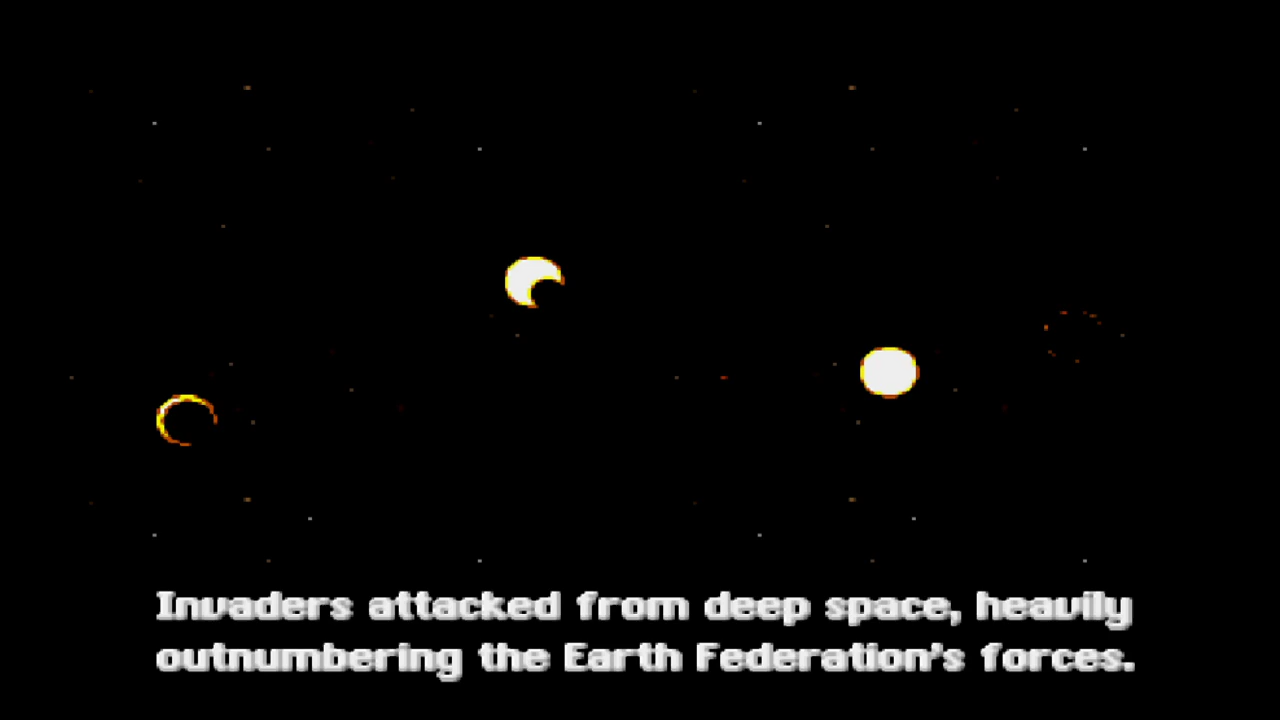 Invaders attacked from deep space, heavily
outnumbering the Earth Federation's forces.